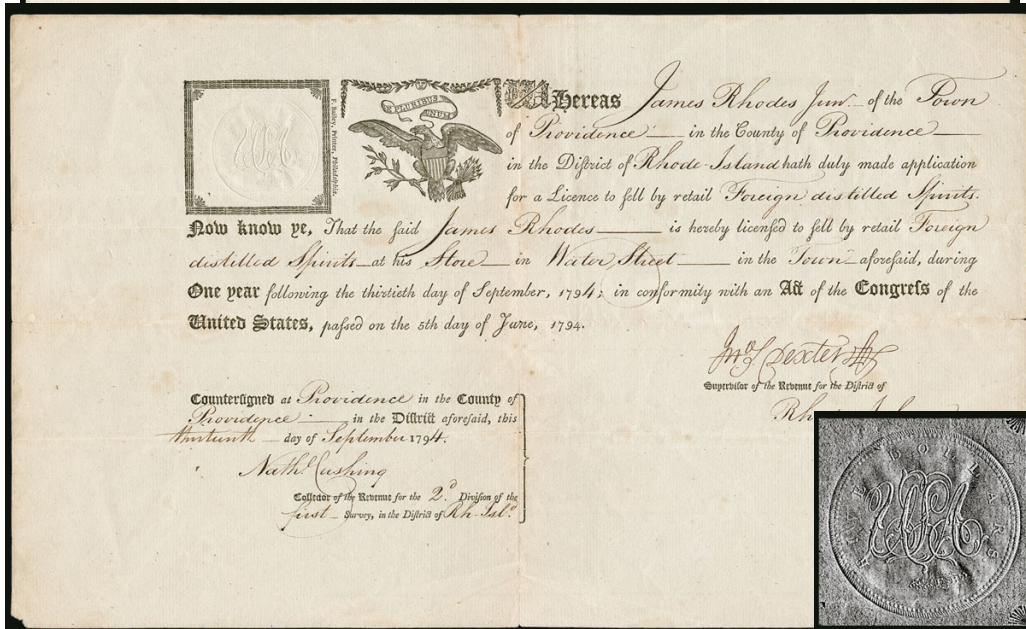 F. Bailey, Printer, Philadelphia.
E PLURIBUS
UNUM
Whereas James Rhodes Junr. of the Town
of Providence in the County of Providence
in the Diſtrict of Rhode-Island hath duly made application
for a Licence to ſell by retail Foreign distilled Spirits.
Now know ye, That the ſaid James Rhodes is hereby licenſed to ſell by retail Foreign
distilled Spirits at his Store in Water Street in the Town aforeſaid, during
One year following the thirtieth day of September, 1794; in conformity with an Act of the Congreſs of the
United States, paſſed on the 5th day of June, 1794.
Jno S Dexter
Superviſor of the Revenue for the Diſtrict of
Counterſigned at Providence in the County of
Providence in the Diſtrict aforeſaid, this
thirteenth day of September 1794.
Nathl Cushing
Collector of the Revenue for the 2d. Diviſion of the
first Survey, in the Diſtrict of Rh-Isld.
FIVE DOLLARS